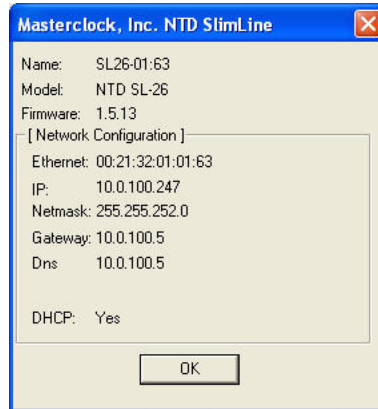 Masterclock, Inc. NTD SlimLine
Name: SL26-01:63
Model: NTD SL-26
Firmware: 1.5.13
[ Network Configuration ]
Ethernet: 00:21:32:01:01:63
IP: 10.0.100.247
Netmask: 255.255.252.0
Gateway: 10.0.100.5
Dns 10.0.100.5
DHCP: Yes
OK